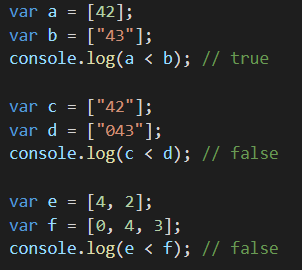 var a = [42];
var b = ["43"];
console.log(a < b); // true
var c = ["42"];
var d = ["043"];
console.log(c < d); // false
var e = [4, 2];
var f = [0, 4, 3];
console.log(e < f); // false